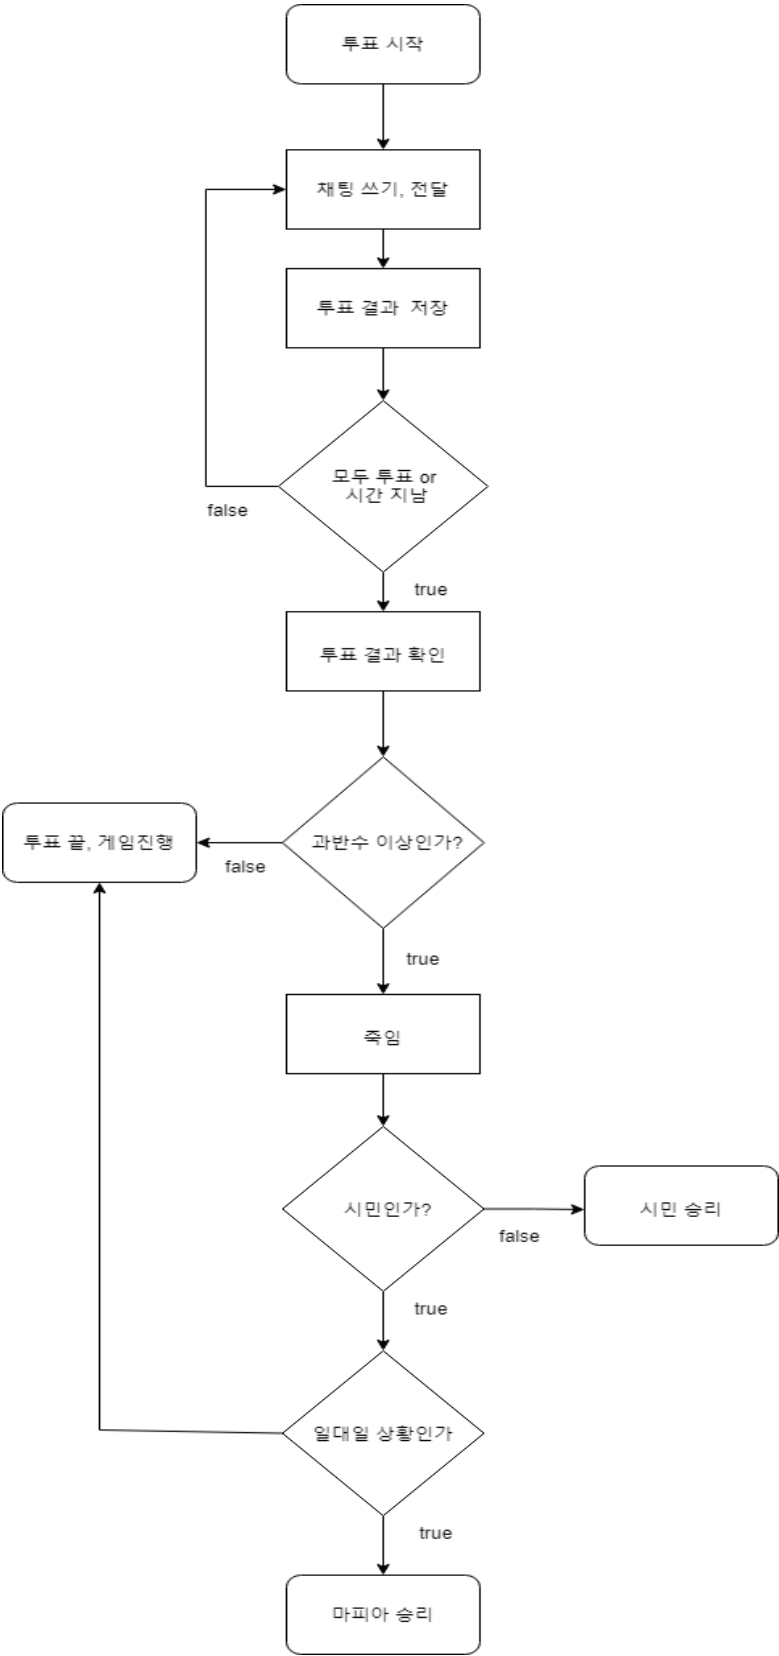 투표 시작
채팅 쓰기, 전달
투표 결과  저장
모두 투표 or
시간 지남
false
true
투표 결과 확인
과반수 이상인가?
투표 끝, 게임진행
false
true
죽임
시민인가?
시민 승리
false
true
일대일 상황인가
true
마피아 승리